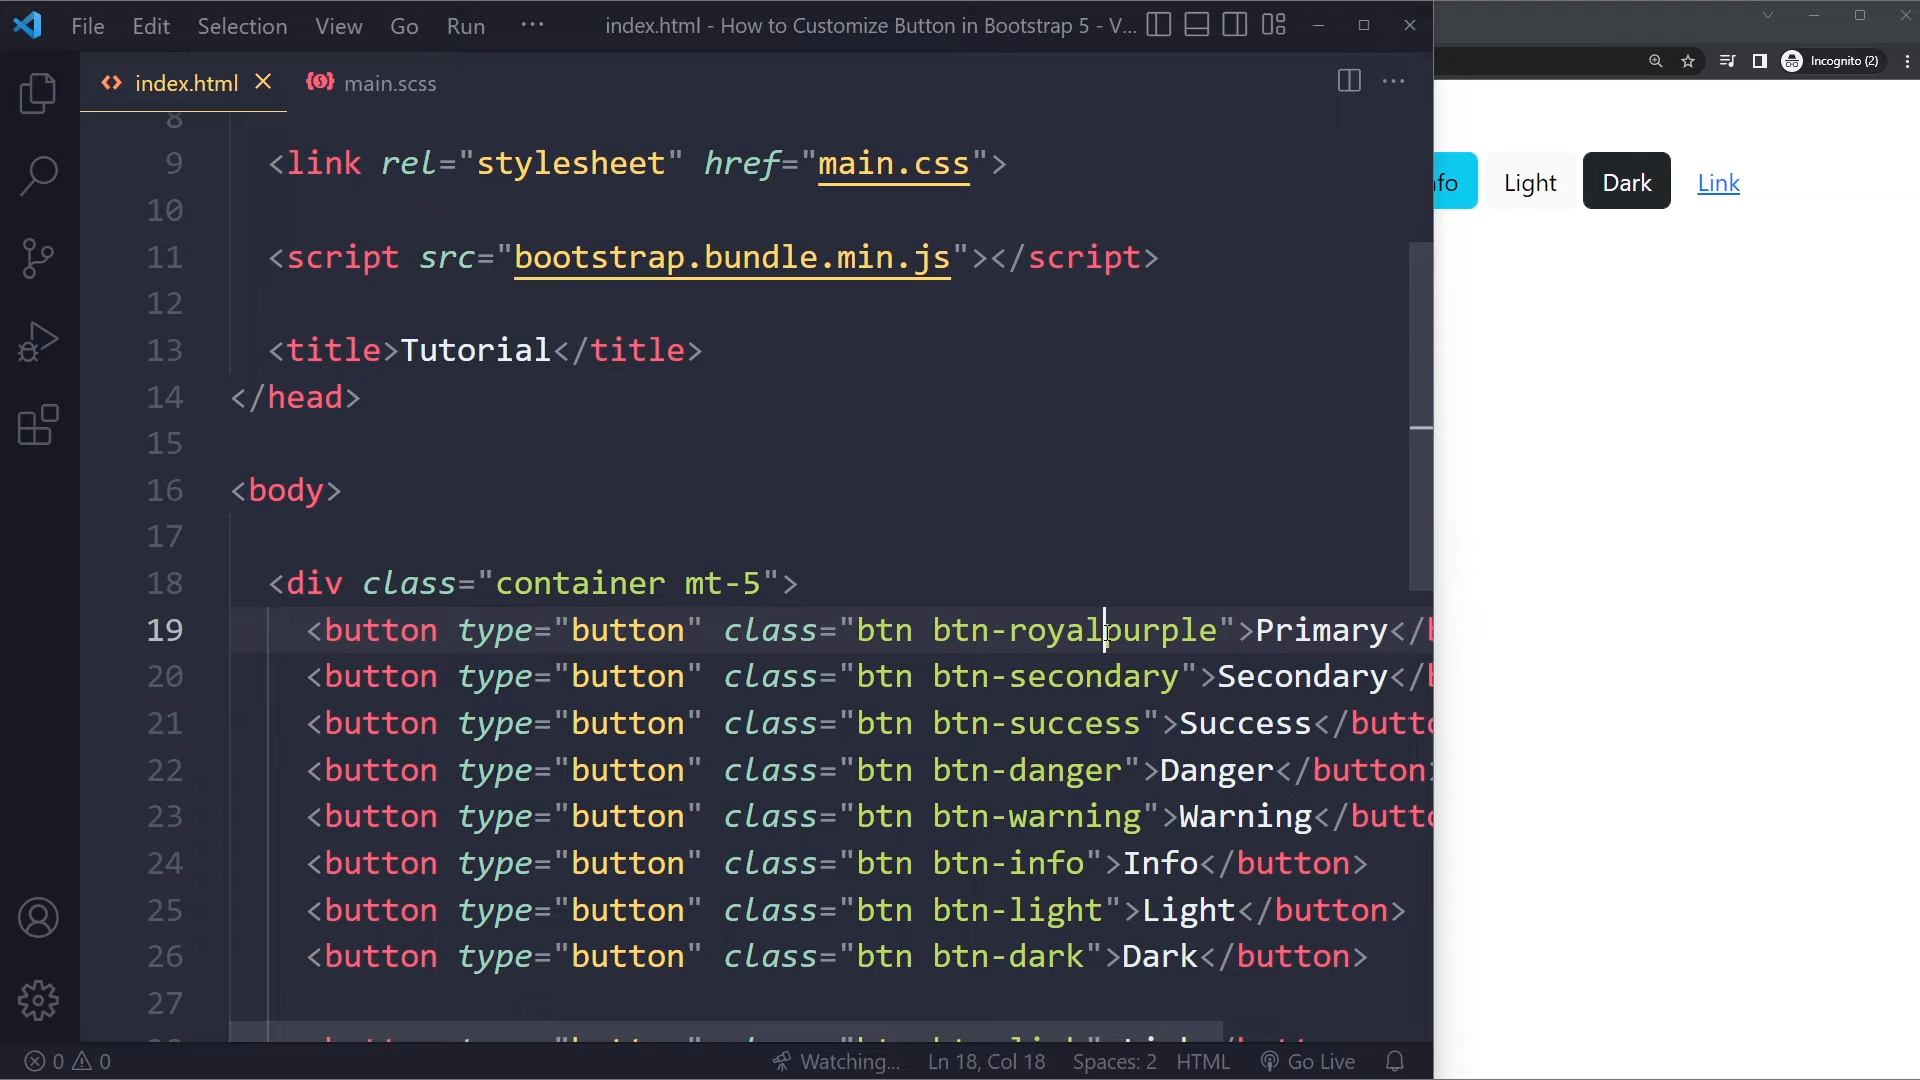 File Edit Selection View Go Run ··· index.html - How to Customize Button in Bootstrap 5 - V...
Incognito (2)
index.html main.scss
8
9 <link rel="stylesheet" href="main.css">
10
11 <script src="bootstrap.bundle.min.js"></script>
12
13 <title>Tutorial</title>
14 </head>
15
16 <body>
17
18 <div class="container mt-5">
19 <button type="button" class="btn btn-royalpurple">Primary</b
20 <button type="button" class="btn btn-secondary">Secondary</b
21 <button type="button" class="btn btn-success">Success</butto
22 <button type="button" class="btn btn-danger">Danger</button>
23 <button type="button" class="btn btn-warning">Warning</butto
24 <button type="button" class="btn btn-info">Info</button>
25 <button type="button" class="btn btn-light">Light</button>
26 <button type="button" class="btn btn-dark">Dark</button>
27
nfo Light Dark Link
0 0 Watching... Ln 18, Col 18 Spaces: 2 HTML Go Live